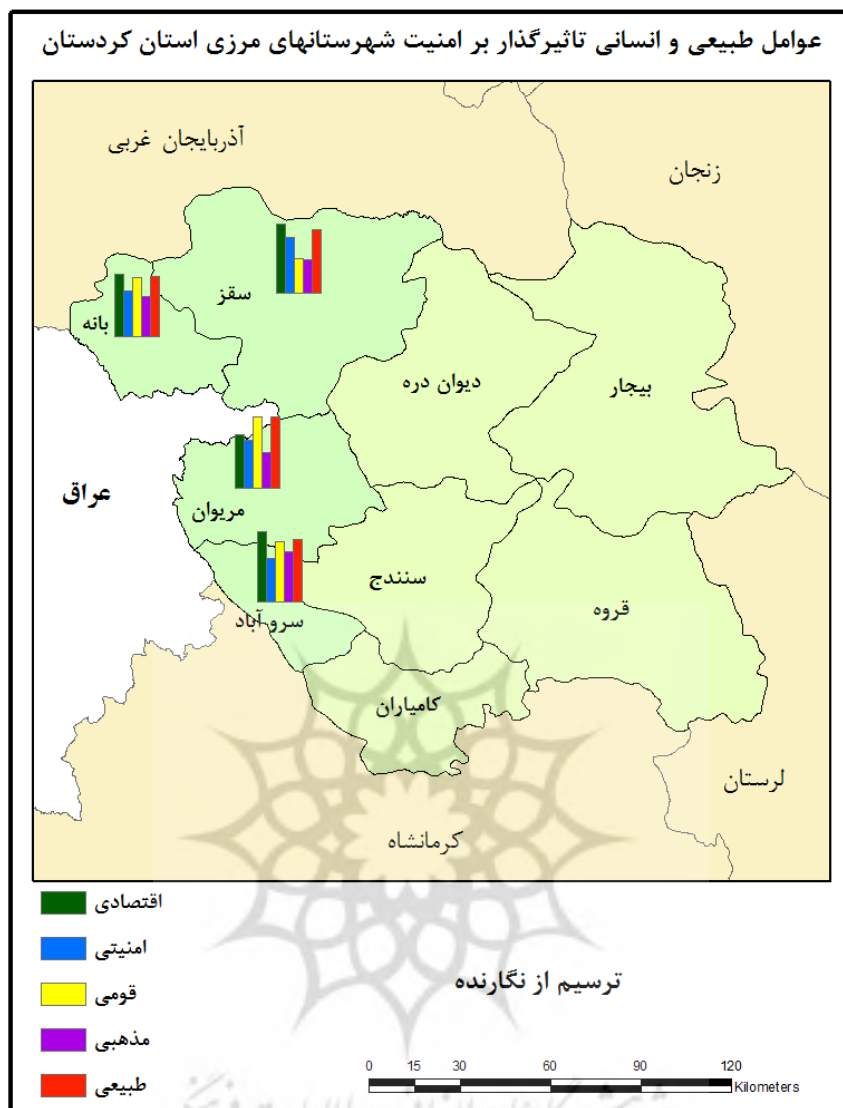 عوامل طبیعی و انسانی تاثیرگذار بر امنیت شهرستانهای مرزی استان کردستان
آذربایجان غربی
زنجان
سقز
بانه
دیوان دره
بیجار
عراق
مریوان
سنندج
قروه
سرو آباد
کامیاران
لرستان
کرمانشاه
اقتصادی
امنیتی
قومی
مذهبی
طبیعی
ترسیم از نگارنده
0 15 30 60 90 120
Kilometers